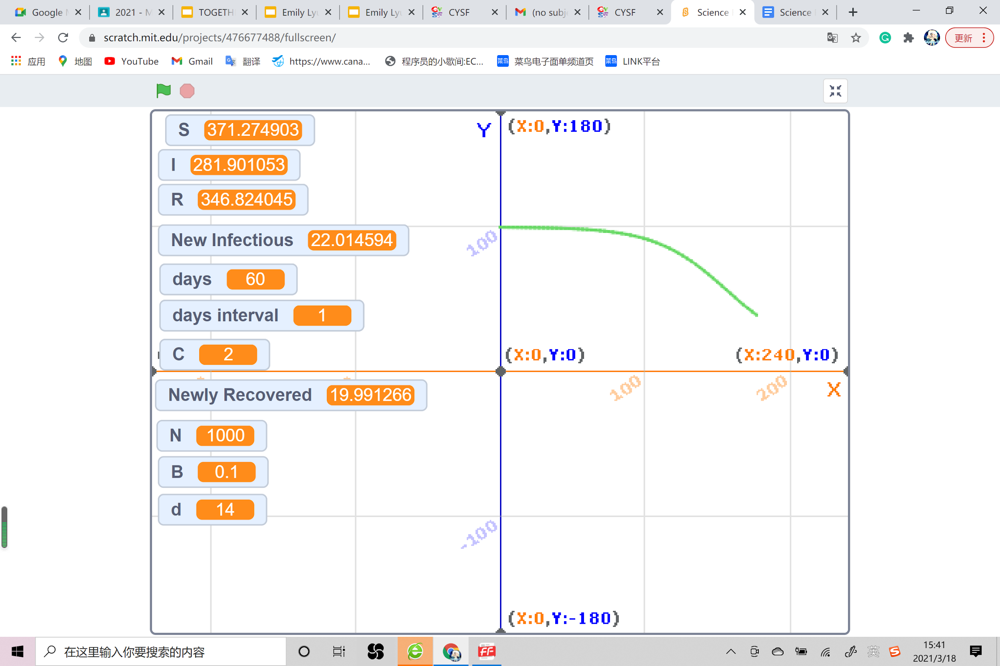 Google
2021 - M
TOGETH
Emily Ly
Emily Ly
CYSF
(no subj
CYSF
Science
Science
scratch.mit.edu/projects/476677488/fullscreen/
更新
应用
地图
YouTube
Gmail
翻译
https://www.cana...
程序员的小歇间:EC...
菜鸟
菜鸟电子面单频道页
菜鸟
LINK平台
S 371.274903
I 281.901053
R 346.824045
New Infectious 22.014594
days 60
days interval 1
C 2
Newly Recovered 19.991266
N 1000
B 0.1
d 14
Y
(X:0,Y:180)
100
(X:0,Y:0)
(X:240,Y:0)
100
200
X
-100
(X:0,Y:-180)
在这里输入你要搜索的内容
FF
英
15:41
2021/3/18